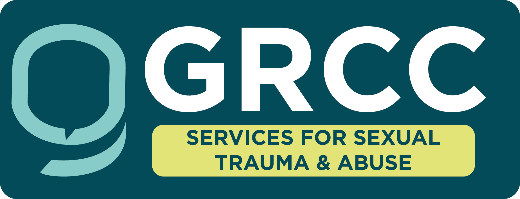 GRCC
SERVICES FOR SEXUAL
TRAUMA & ABUSE